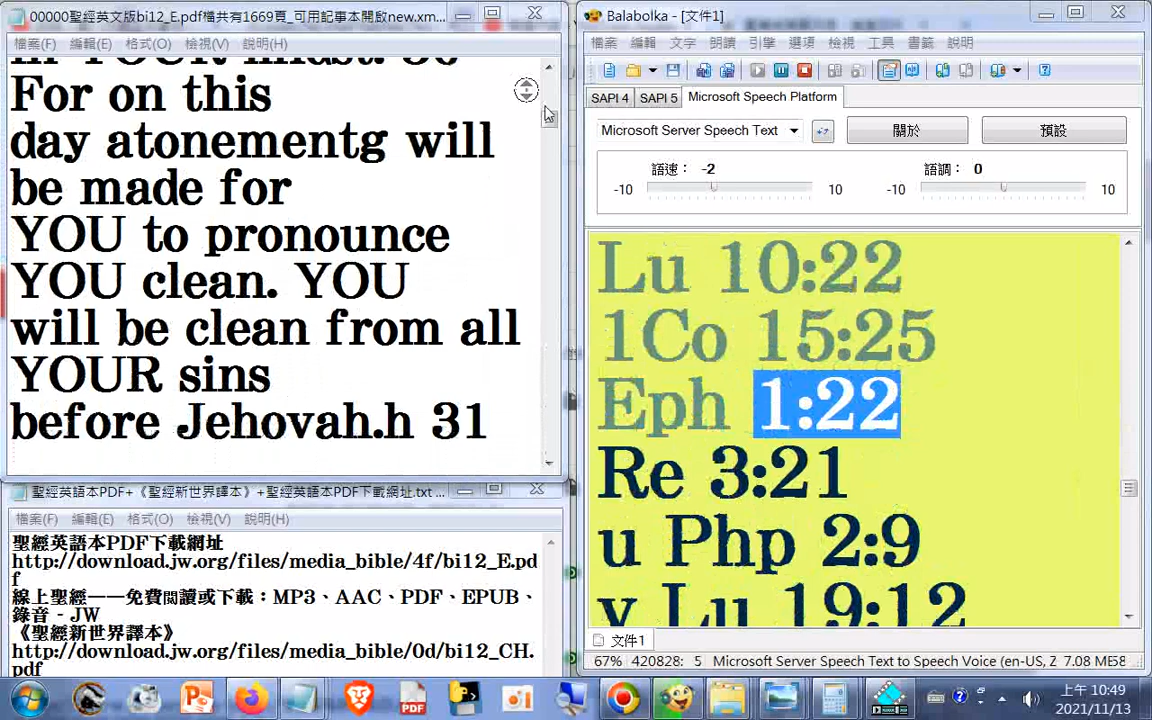 00000聖經英文版bi12_E.pdf檔共有1669頁_可用記事本開啟new.xm...
檔案(F) 編輯(E) 格式(O) 檢視(V) 說明(H)
in YOUR midst. 30
For on this
day atonementg will
be made for
YOU to pronounce
YOU clean. YOU
will be clean from all
YOUR sins
before Jehovah.h 31
聖經英語本PDF+《聖經新世界譯本》+聖經英語本PDF下載網址.txt ...
檔案(F) 編輯(E) 格式(O) 檢視(V) 說明(H)
聖經英語本PDF下載網址
http://download.jw.org/files/media_bible/4f/bi12_E.pd
f
線上聖經——免費閱讀或下載：MP3、AAC、PDF、EPUB、
錄音 - JW
《聖經新世界譯本》
http://download.jw.org/files/media_bible/0d/bi12_CH.
pdf
Balabolka - [文件1]
檔案 編輯 文字 朗讀 引擎 選項 檢視 工具 書籤 說明
SAPI 4 SAPI 5 Microsoft Speech Platform
Microsoft Server Speech Text 關於 預設
語速： -2 語調： 0
-10 10 -10 10
Lu 10:22
1Co 15:25
Eph 1:22
Re 3:21
u Php 2:9
v Lu 19:12
文件1
67% 420828: 5 Microsoft Server Speech Text to Speech Voice (en-US, Z 7.08 MB
PDF
上午 10:49
2021/11/13